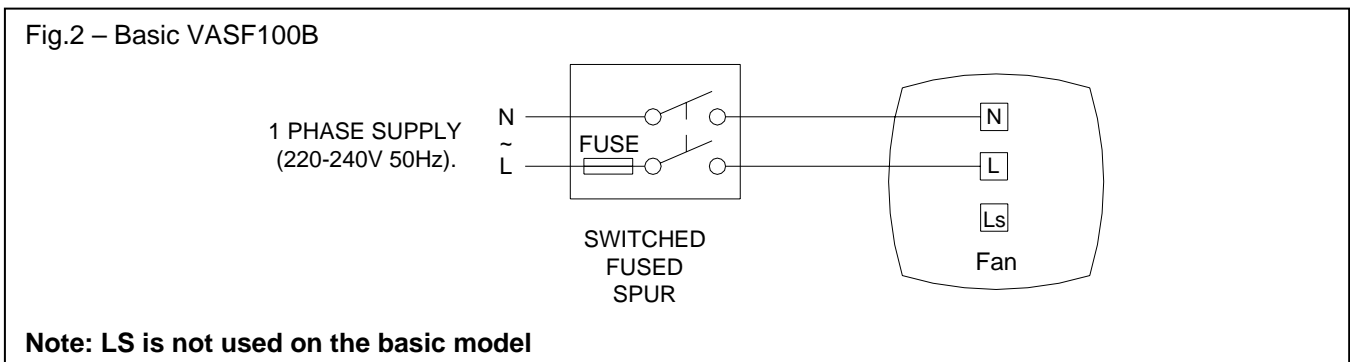 Fig.2 – Basic VASF100B
1 PHASE SUPPLY
(220-240V 50Hz).
N
~
L
FUSE
SWITCHED
FUSED
SPUR
N
L
Ls
Fan
Note: LS is not used on the basic model